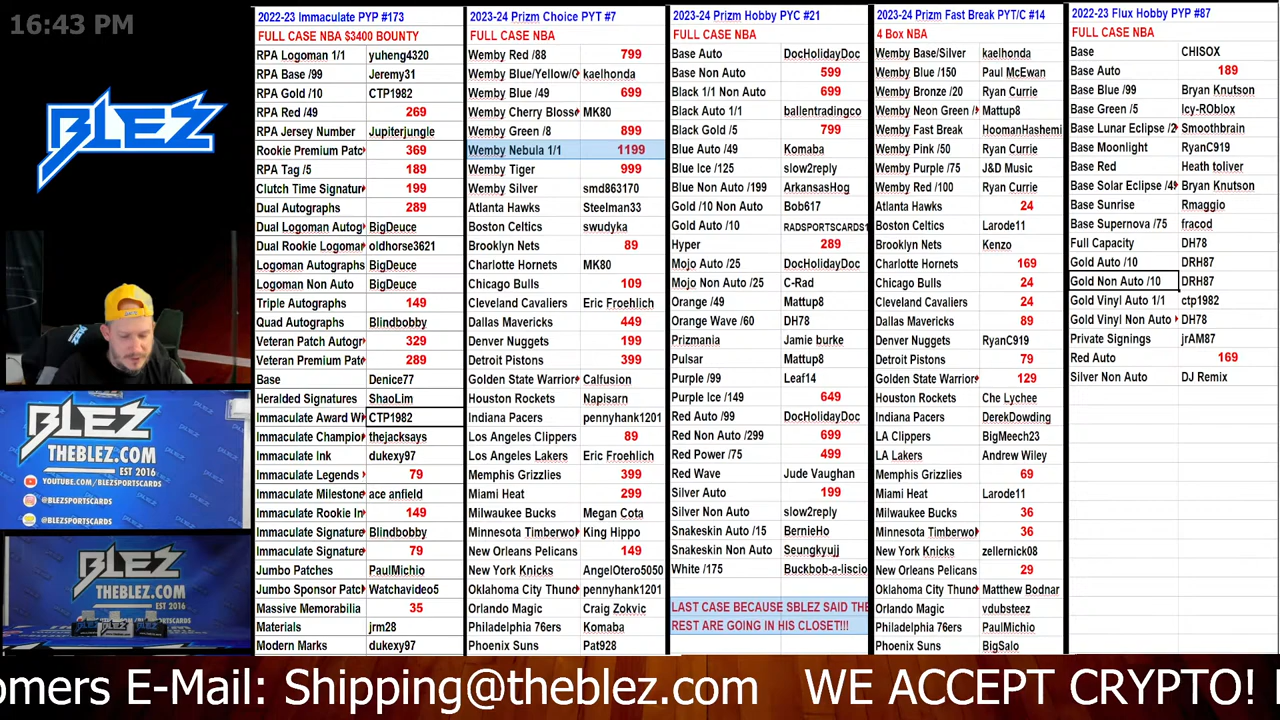 16:43 PM
BLEZ
BLEZ
THEBLEZ.COM
EST 2016
YOUTUBE.COM/BLEZSPORTSCARDS
@BLEZSPORTSCARDS
@BLEZSPORTSCARDS
BLEZ
THEBLEZ.COM
EST 2016
2022-23 Immaculate PYP #173
FULL CASE NBA $3400 BOUNTY
RPA Logoman 1/1 yuheng4320
RPA Base /99 Jeremy31
RPA Gold /10 CTP1982
RPA Red /49 269
RPA Jersey Number Jupiterjungle
Rookie Premium Patc 369
RPA Tag /5 189
Clutch Time Signatur 199
Dual Autographs 289
Dual Logoman Autog BigDeuce
Dual Rookie Logomar oldhorse3621
Logoman Autographs BigDeuce
Logoman Non Auto BigDeuce
Triple Autographs 149
Quad Autographs Blindbobby
Veteran Patch Autogr 329
Veteran Premium Pate 289
Base Denice77
Heralded Signatures ShaoLim
Immaculate Award Wi CTP1982
Immaculate Champio thejacksays
Immaculate Ink dukexy97
Immaculate Legends 79
Immaculate Mileston ace anfield
Immaculate Rookie In 149
Immaculate Signature Blindbobby
Immaculate Signature 79
Jumbo Patches PaulMichio
Jumbo Sponsor Patc Watchavideo5
Massive Memorabilia 35
Materials jrm28
Modern Marks dukexy97
2023-24 Prizm Choice PYT #7
FULL CASE NBA
Wemby Red /88 799
Wemby Blue/Yellow/G kaelhonda
Wemby Blue /49 699
Wemby Cherry Blosso MK80
Wemby Green /8 899
Wemby Nebula 1/1 1199
Wemby Tiger 999
Wemby Silver smd863170
Atlanta Hawks Steelman33
Boston Celtics swudyka
Brooklyn Nets 89
Charlotte Hornets MK80
Chicago Bulls 109
Cleveland Cavaliers Eric Froehlich
Dallas Mavericks 449
Denver Nuggets 199
Detroit Pistons 399
Golden State Warrior Calfusion
Houston Rockets Napisarn
Indiana Pacers pennyhank1201
Los Angeles Clippers 89
Los Angeles Lakers Eric Froehlich
Memphis Grizzlies 399
Miami Heat 299
Milwaukee Bucks Megan Cota
Minnesota Timberwo King Hippo
New Orleans Pelicans 149
New York Knicks AngelOtero5050
Oklahoma City Thunc pennyhank1201
Orlando Magic Craig Zokvic
Philadelphia 76ers Komaba
Phoenix Suns Pat928
2023-24 Prizm Hobby PYC #21
FULL CASE NBA
Base Auto DocHolidayDoc
Base Non Auto 599
Black 1/1 Non Auto 699
Black Auto 1/1 ballentradingco
Black Gold /5 799
Blue Auto /49 Komaba
Blue Ice /125 slow2reply
Blue Non Auto /199 ArkansasHog
Gold /10 Non Auto Bob617
Gold Auto /10 RADSPORTSCARDS1
Hyper 289
Mojo Auto /25 DocHolidayDoc
Mojo Non Auto /25 C-Rad
Orange /49 Mattup8
Orange Wave /60 DH78
Prizmania Jamie burke
Pulsar Mattup8
Purple /99 Leaf14
Purple Ice /149 649
Red Auto /99 DocHolidayDoc
Red Non Auto /299 699
Red Power /75 499
Red Wave Jude Vaughan
Silver Auto 199
Silver Non Auto slow2reply
Snakeskin Auto /15 BernieHo
Snakeskin Non Auto Seungkyujj
White /175 Buckbob-a-liscio
LAST CASE BECAUSE SBLEZ SAID THE
REST ARE GOING IN HIS CLOSET!!!
2023-24 Prizm Fast Break PYT/C #14
4 Box NBA
Wemby Base/Silver kaelhonda
Wemby Blue /150 Paul McEwan
Wemby Bronze /20 Ryan Currie
Wemby Neon Green / Mattup8
Wemby Fast Break HoomanHashemi
Wemby Pink /50 Ryan Currie
Wemby Purple /75 J&D Music
Wemby Red /100 Ryan Currie
Atlanta Hawks 24
Boston Celtics Larode11
Brooklyn Nets Kenzo
Charlotte Hornets 169
Chicago Bulls 24
Cleveland Cavaliers 24
Dallas Mavericks 89
Denver Nuggets RyanC919
Detroit Pistons 79
Golden State Warrior 129
Houston Rockets Che Lychee
Indiana Pacers DerekDowding
LA Clippers BigMeech23
LA Lakers Andrew Wiley
Memphis Grizzlies 69
Miami Heat Larode11
Milwaukee Bucks 36
Minnesota Timberwo 36
New York Knicks zellernick08
New Orleans Pelicans 29
Oklahoma City Thund Matthew Bodnar
Orlando Magic vdubsteez
Philadelphia 76ers PaulMichio
Phoenix Suns BigSalo
2022-23 Flux Hobby PYP #87
FULL CASE NBA
Base CHISOX
Base Auto 189
Base Blue /99 Bryan Knutson
Base Green /5 Icy-ROblox
Base Lunar Eclipse /2 Smoothbrain
Base Moonlight RyanC919
Base Red Heath toliver
Base Solar Eclipse /49 Bryan Knutson
Base Sunrise Rmaggio
Base Supernova /75 fracod
Full Capacity DH78
Gold Auto /10 DRH87
Gold Non Auto /10 DRH87
Gold Vinyl Auto 1/1 ctp1982
Gold Vinyl Non Auto DH78
Private Signings jrAM87
Red Auto 169
Silver Non Auto DJ Remix
omers E-Mail: Shipping@theblez.com WE ACCEPT CRYPTO!